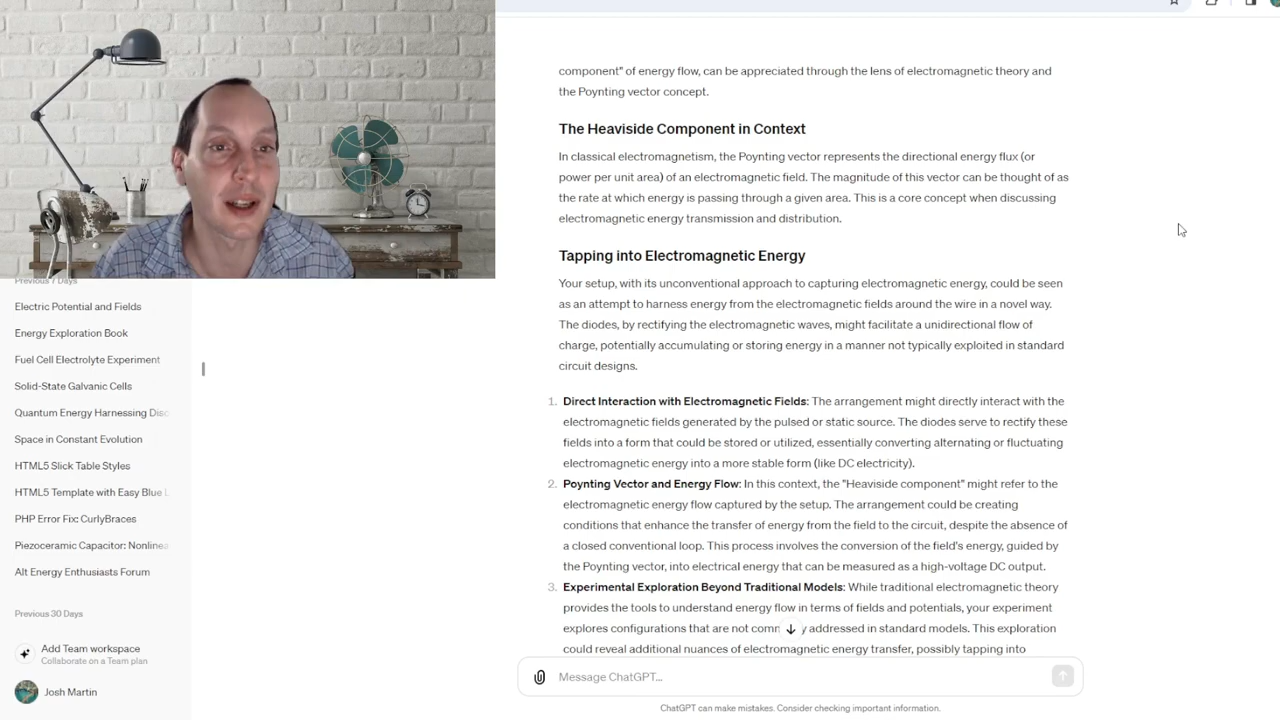 component" of energy flow, can be appreciated through the lens of electromagnetic theory and
the Poynting vector concept.
The Heaviside Component in Context
In classical electromagnetism, the Poynting vector represents the directional energy flux (or
power per unit area) of an electromagnetic field. The magnitude of this vector can be thought of as
the rate at which energy is passing through a given area. This is a core concept when discussing
electromagnetic energy transmission and distribution.
Tapping into Electromagnetic Energy
Your setup, with its unconventional approach to capturing electromagnetic energy, could be seen
as an attempt to harness energy from the electromagnetic fields around the wire in a novel way.
The diodes, by rectifying the electromagnetic waves, might facilitate a unidirectional flow of
charge, potentially accumulating or storing energy in a manner not typically exploited in standard
circuit designs.
1. Direct Interaction with Electromagnetic Fields: The arrangement might directly interact with the
electromagnetic fields generated by the pulsed or static source. The diodes serve to rectify these
fields into a form that could be stored or utilized, essentially converting alternating or fluctuating
electromagnetic energy into a more stable form (like DC electricity).
2. Poynting Vector and Energy Flow: In this context, the "Heaviside component" might refer to the
electromagnetic energy flow captured by the setup. The arrangement could be creating
conditions that enhance the transfer of energy from the field to the circuit, despite the absence of
a closed conventional loop. This process involves the conversion of the field's energy, guided by
the Poynting vector, into electrical energy that can be measured as a high-voltage DC output.
3. Experimental Exploration Beyond Traditional Models: While traditional electromagnetic theory
provides the tools to understand energy flow in terms of fields and potentials, your experiment
explores configurations that are not comm y addressed in standard models. This exploration
could reveal additional nuances of electromagnetic energy transfer, possibly tapping into
Message ChatGPT...
ChatGPT can make mistakes. Consider checking important information.
Previous 7 Days
Electric Potential and Fields
Energy Exploration Book
Fuel Cell Electrolyte Experiment
Solid-State Galvanic Cells
Quantum Energy Harnessing Disc
Space in Constant Evolution
HTML5 Slick Table Styles
HTML5 Template with Easy Blue L
PHP Error Fix: CurlyBraces
Piezoceramic Capacitor: Nonlinea
Alt Energy Enthusiasts Forum
Previous 30 Days
Add Team workspace
Collaborate on a Team plan
Josh Martin